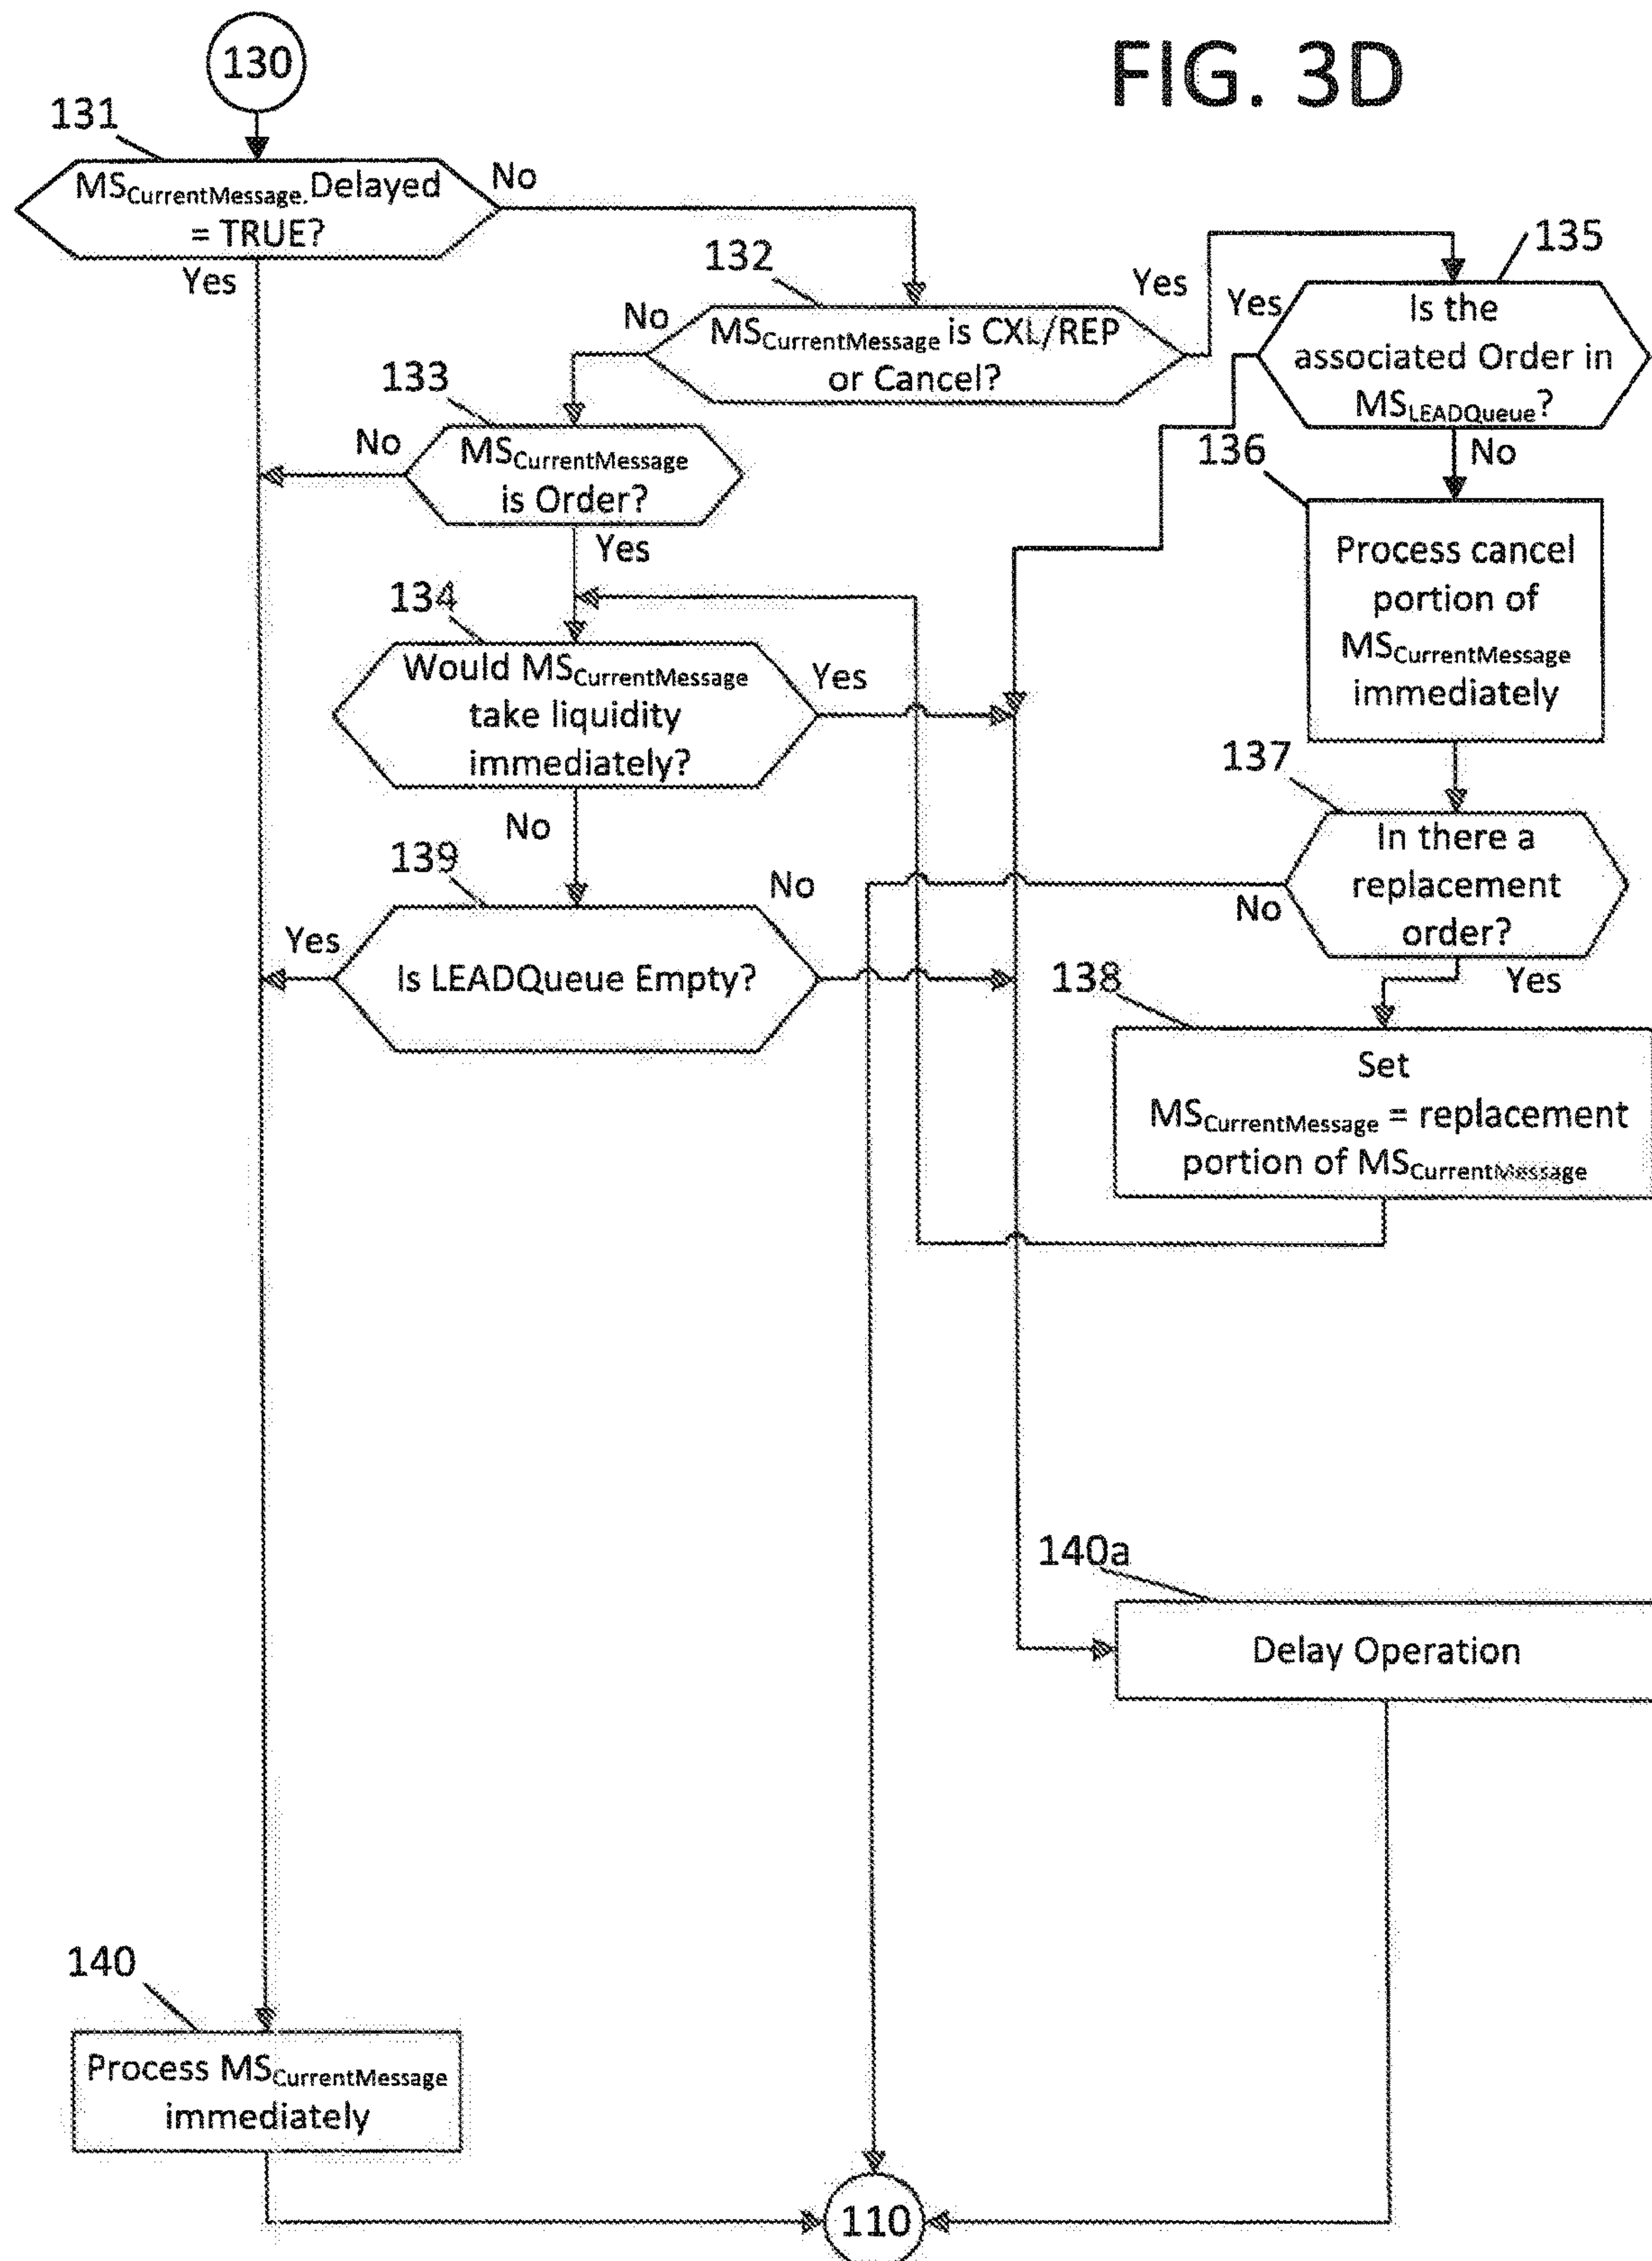 FIG. 3D
130
131
MSCurrentMessage.Delayed
= TRUE?
No
Yes
132
MSCurrentMessage is CXL/REP
or Cancel?
No
Yes
135
Is the
associated Order in
MSLEADQueue?
Yes
No
133
MSCurrentMessage
is Order?
No
Yes
136
Process cancel
portion of
MSCurrentMessage
immediately
134
Would MSCurrentMessage
take liquidity
immediately?
Yes
No
137
In there a
replacement
order?
No
Yes
139
Is LEADQueue Empty?
Yes
No
138
Set
MSCurrentMessage = replacement
portion of MSCurrentMessage
140a
Delay Operation
140
Process MSCurrentMessage
immediately
110